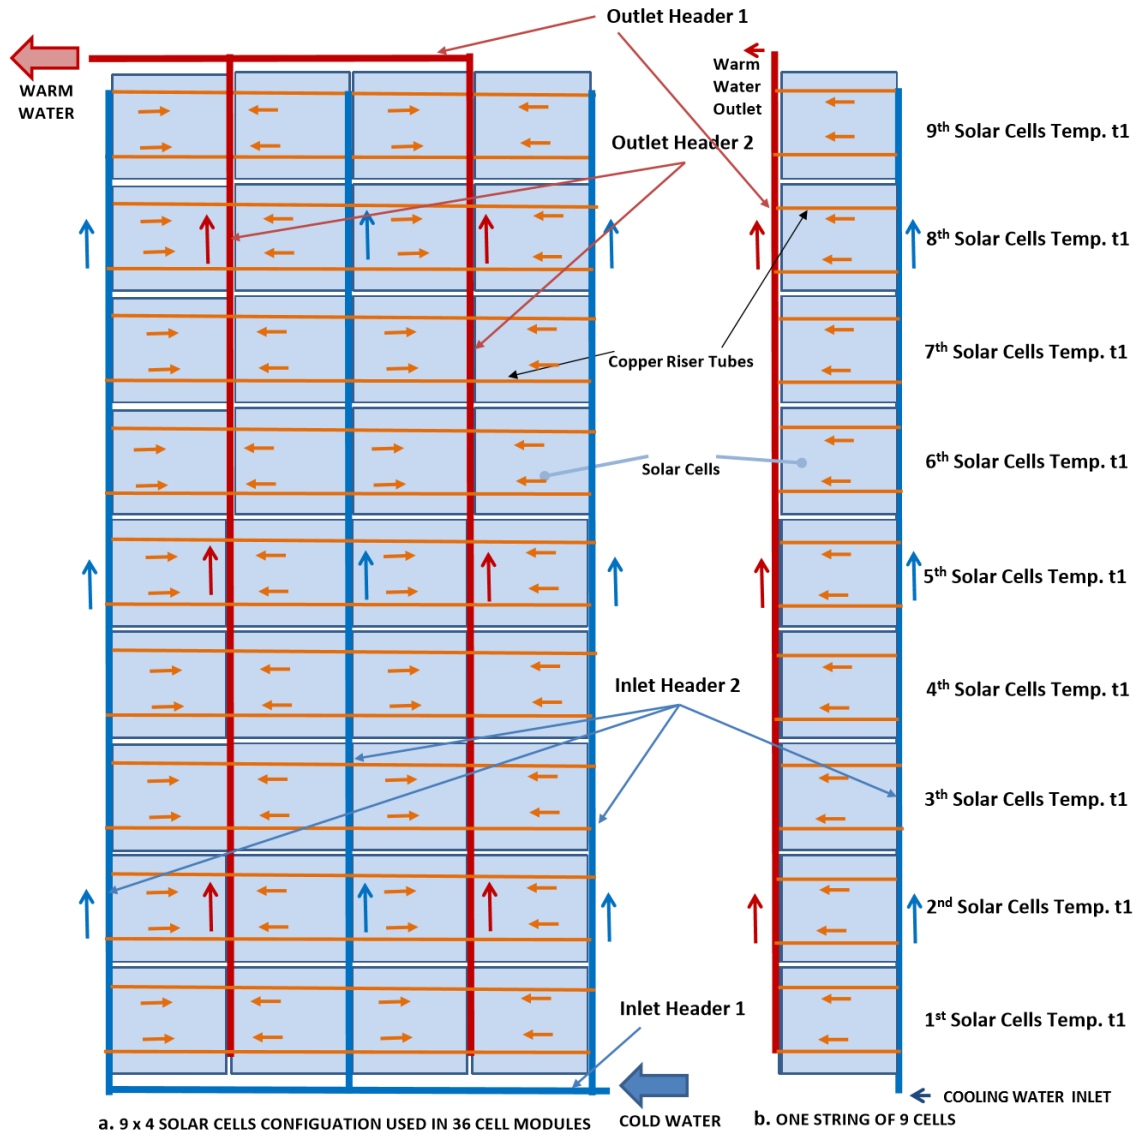 Outlet Header 1
WARM
WATER
Warm
Water
Outlet
Outlet Header 2
9th Solar Cells Temp. t1
8th Solar Cells Temp. t1
7th Solar Cells Temp. t1
Copper Riser Tubes
6th Solar Cells Temp. t1
Solar Cells
5th Solar Cells Temp. t1
Inlet Header 2
4th Solar Cells Temp. t1
3th Solar Cells Temp. t1
2nd Solar Cells Temp. t1
Inlet Header 1
1st Solar Cells Temp. t1
COLD WATER
COOLING WATER INLET
a. 9 x 4 SOLAR CELLS CONFIGUATION USED IN 36 CELL MODULES
b. ONE STRING OF 9 CELLS